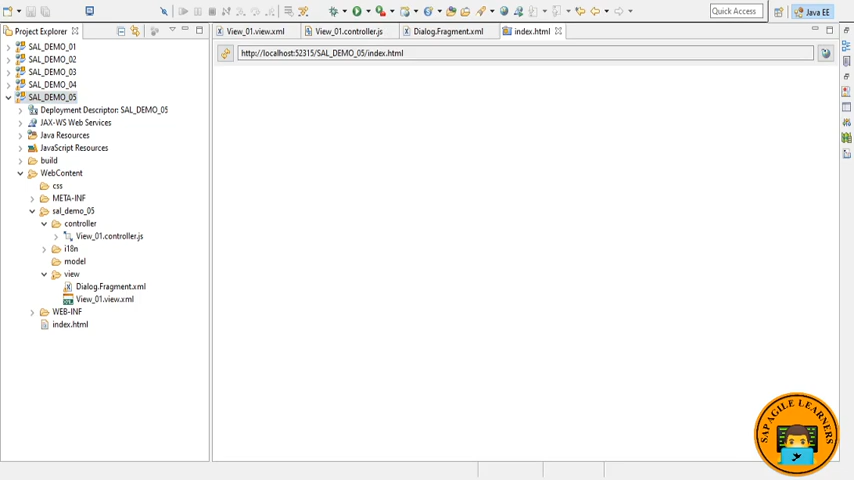 Quick Access
Java EE
Project Explorer
View_01.view.xml
View_01.controller.js
Dialog.Fragment.xml
index.html
http://localhost:52315/SAL_DEMO_05/index.html
SAL_DEMO_01
SAL_DEMO_02
SAL_DEMO_03
SAL_DEMO_04
SAL_DEMO_05
Deployment Descriptor: SAL_DEMO_05
JAX-WS Web Services
Java Resources
JavaScript Resources
build
WebContent
css
META-INF
sal_demo_05
controller
View_01.controller.js
i18n
model
view
Dialog.Fragment.xml
View_01.view.xml
WEB-INF
index.html
SAP AGILE LEARNERS